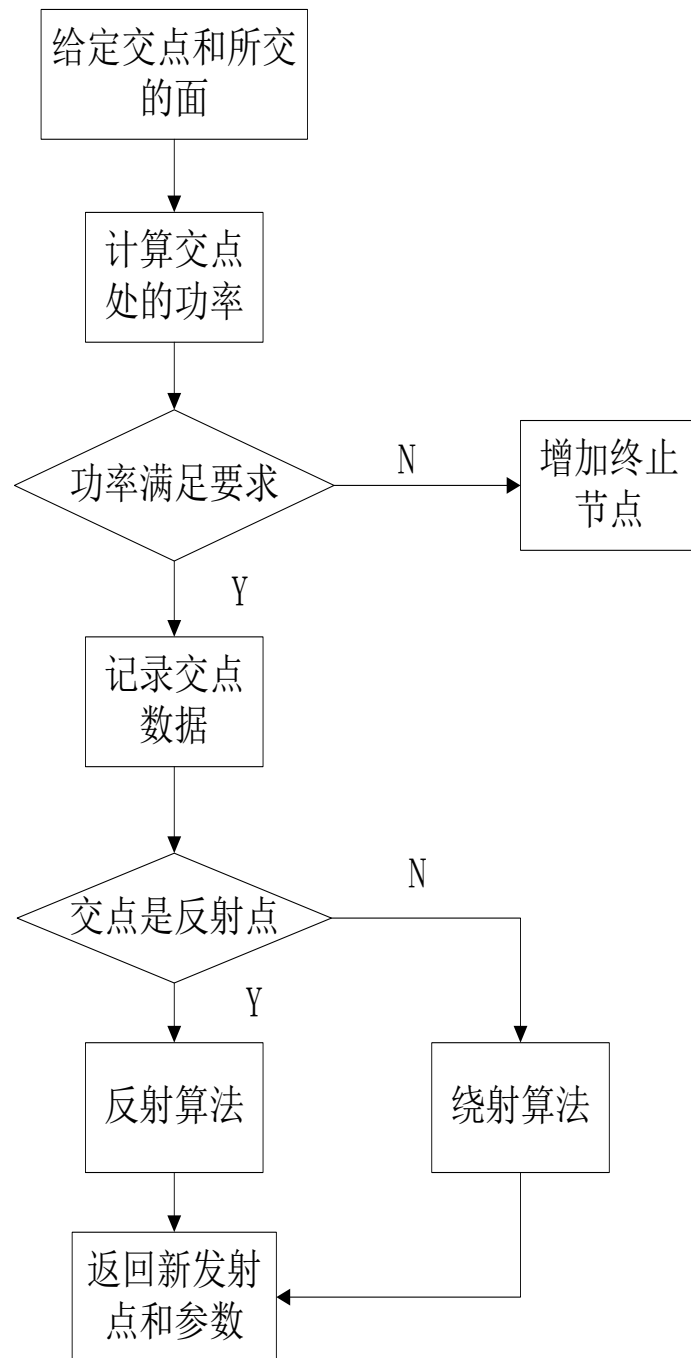 给定交点和所交
的面
计算交点
处的功率
功率满足要求
N
增加终止
节点
Y
记录交点
数据
交点是反射点
N
Y
反射算法
绕射算法
返回新发射
点和参数